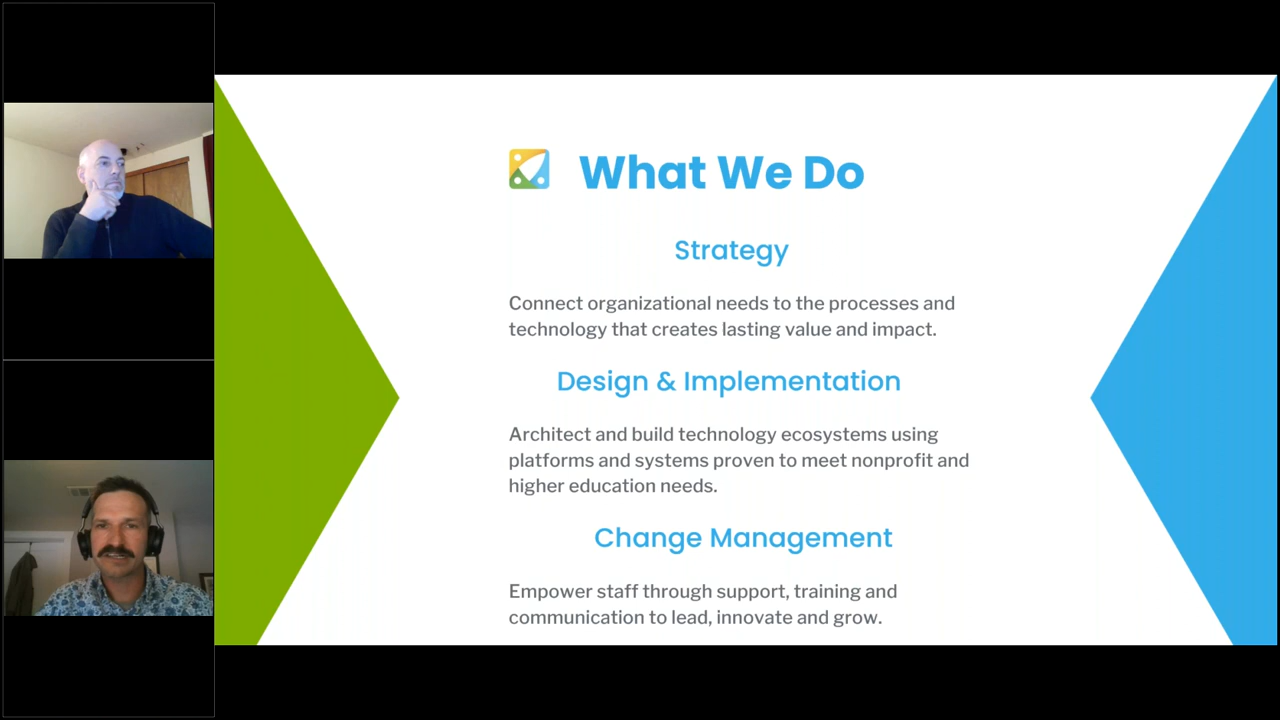 What We Do
Strategy
Connect organizational needs to the processes and
technology that creates lasting value and impact.
Design & Implementation
Architect and build technology ecosystems using
platforms and systems proven to meet nonprofit and
higher education needs.
Change Management
Empower staff through support, training and
communication to lead, innovate and grow.